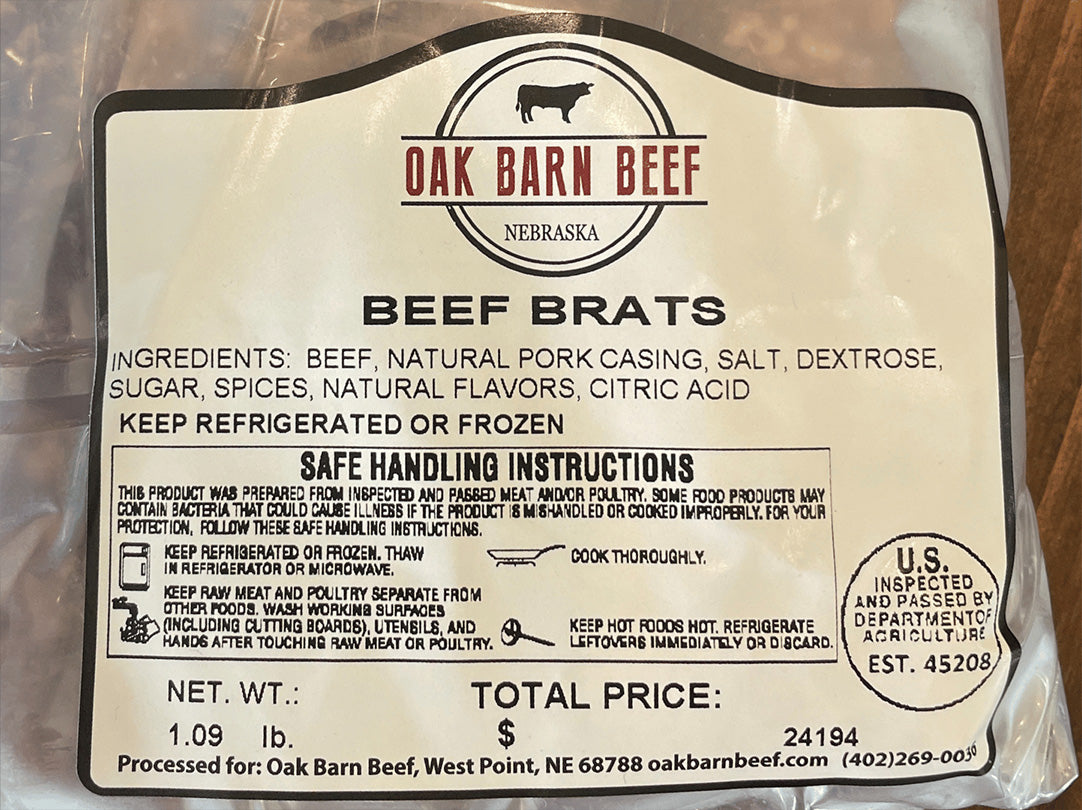 OAK BARN BEEF
NEBRASKA
BEEF BRATS
INGREDIENTS: BEEF, NATURAL PORK CASING, SALT, DEXTROSE,
SUGAR, SPICES, NATURAL FLAVORS, CITRIC ACID
KEEP REFRIGERATED OR FROZEN
SAFE HANDLING INSTRUCTIONS
THIS PRODUCT WAS PREPARED FROM INSPECTED AND PASSED MEAT AND/OR POULTRY. SOME FOOD PRODUCTS MAY
CONTAIN BACTERIA THAT COULD CAUSE ILLNESS IF THE PRODUCT IS MISHANDLED OR COOKED IMPROPERLY. FOR YOUR
PROTECTION, FOLLOW THESE SAFE HANDLING INSTRUCTIONS.
KEEP REFRIGERATED OR FROZEN. THAW
IN REFRIGERATOR OR MICROWAVE.
KEEP RAW MEAT AND POULTRY SEPARATE FROM
OTHER FOODS. WASH WORKING SURFACES
(INCLUDING CUTTING BOARDS), UTENSILS, AND
HANDS AFTER TOUCHING RAW MEAT OR POULTRY.
COOK THOROUGHLY.
KEEP HOT FOODS HOT. REFRIGERATE
LEFTOVERS IMMEDIATELY OR DISCARD.
U.S.
INSPECTED
AND PASSED BY
DEPARTMENT OF
AGRICULTURE
EST. 45208
NET. WT.:
1.09 lb.
TOTAL PRICE:
$
24194
Processed for: Oak Barn Beef, West Point, NE 68788 oakbarnbeef.com (402)269-0036